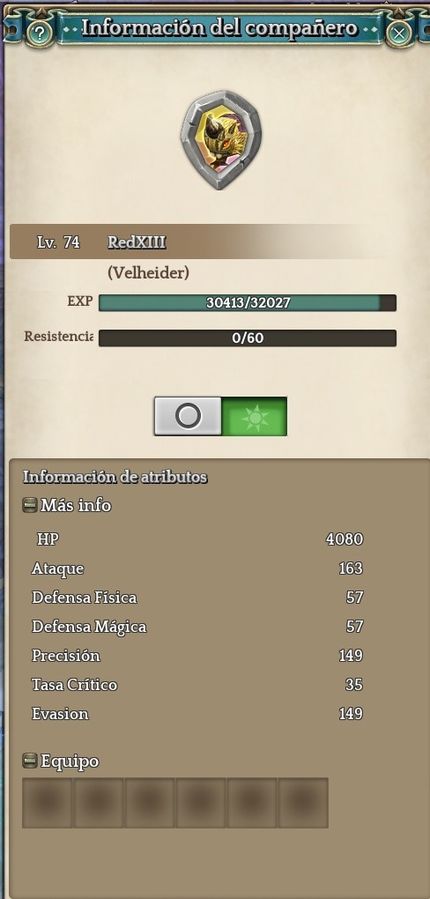 ? Información del compañero
Lv. 74 RedXIII
(Velheider)
EXP 30413/32027
Resistencia 0/60
Información de atributos
Más info
HP 4080
Ataque 163
Defensa Física 57
Defensa Mágica 57
Precisión 149
Tasa Crítico 35
Evasion 149
Equipo